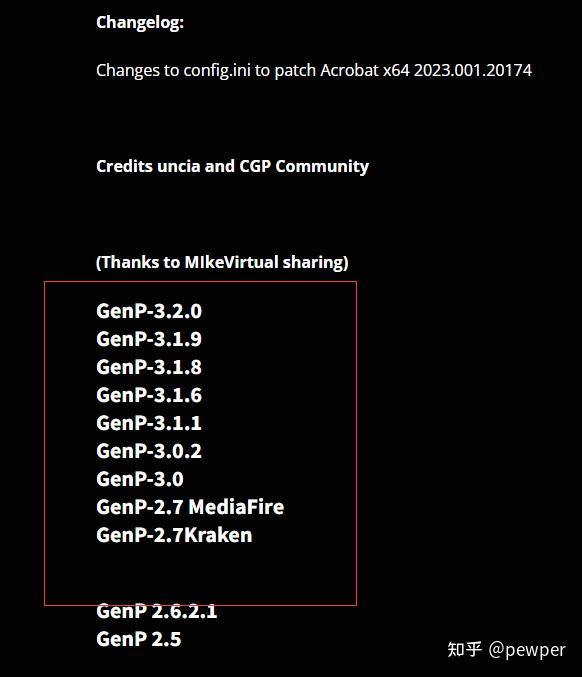 Changelog:
Changes to config.ini to patch Acrobat x64 2023.001.20174
Credits uncia and CGP Community
(Thanks to MIkeVirtual sharing)
GenP-3.2.0
GenP-3.1.9
GenP-3.1.8
GenP-3.1.6
GenP-3.1.1
GenP-3.0.2
GenP-3.0
GenP-2.7 MediaFire
GenP-2.7Kraken
GenP 2.6.2.1
GenP 2.5
知乎 @pewper